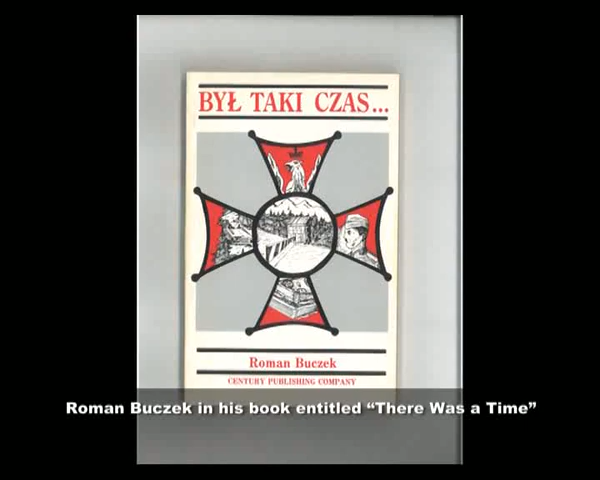 BYŁ TAKI CZAS...
Roman Buczek
CENTURY PUBLISHING COMPANY
Roman Buczek in his book entitled “There Was a Time”